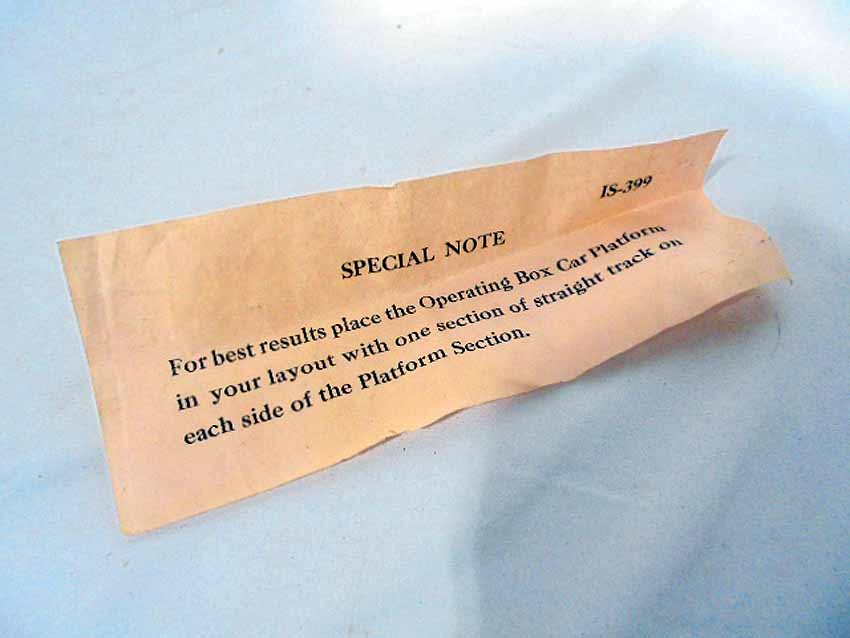 IS-399
SPECIAL NOTE
For best results place the Operating Box Car Platform
in your layout with one section of straight track on
each side of the Platform Section.